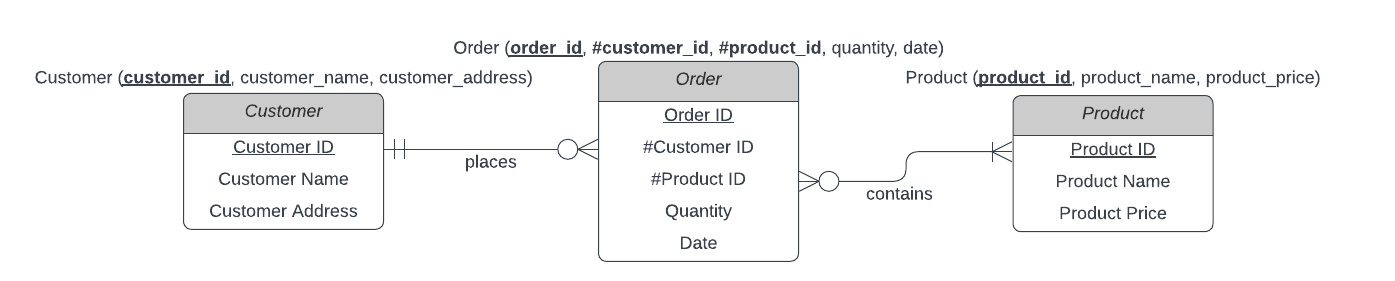 Order (order_id, #customer_id, #product_id, quantity, date)
Customer (customer_id, customer_name, customer_address)
Product (product_id, product_name, product_price)
Customer
Customer ID
Customer Name
Customer Address
places
Order
Order ID
#Customer ID
#Product ID
Quantity
Date
contains
Product
Product ID
Product Name
Product Price